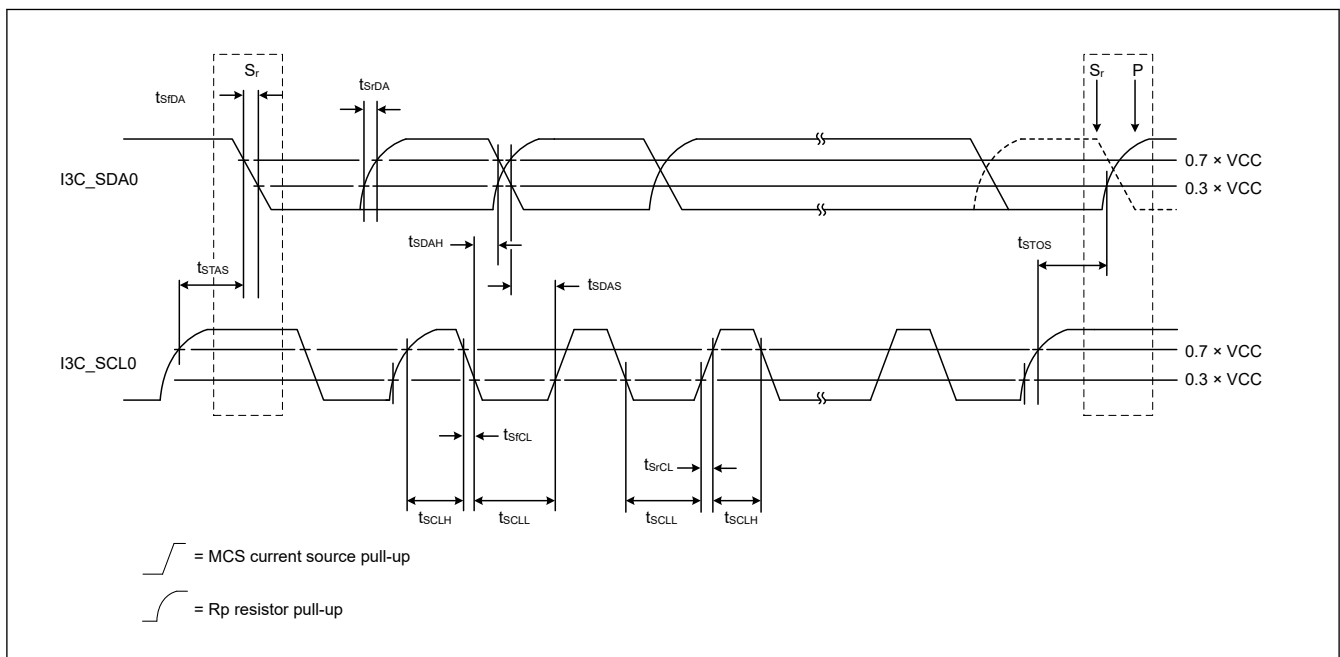 Sr
tSrDA
Sr P
tSfDA
0.7 × VCC
I3C_SDA0
0.3 × VCC
tSDAH
tSTOS
tSTAS
tSDAS
I3C_SCL0
0.7 × VCC
0.3 × VCC
tSfCL
tSrCL
tSCLH tSCLL tSCLL tSCLH
= MCS current source pull-up
= Rp resistor pull-up